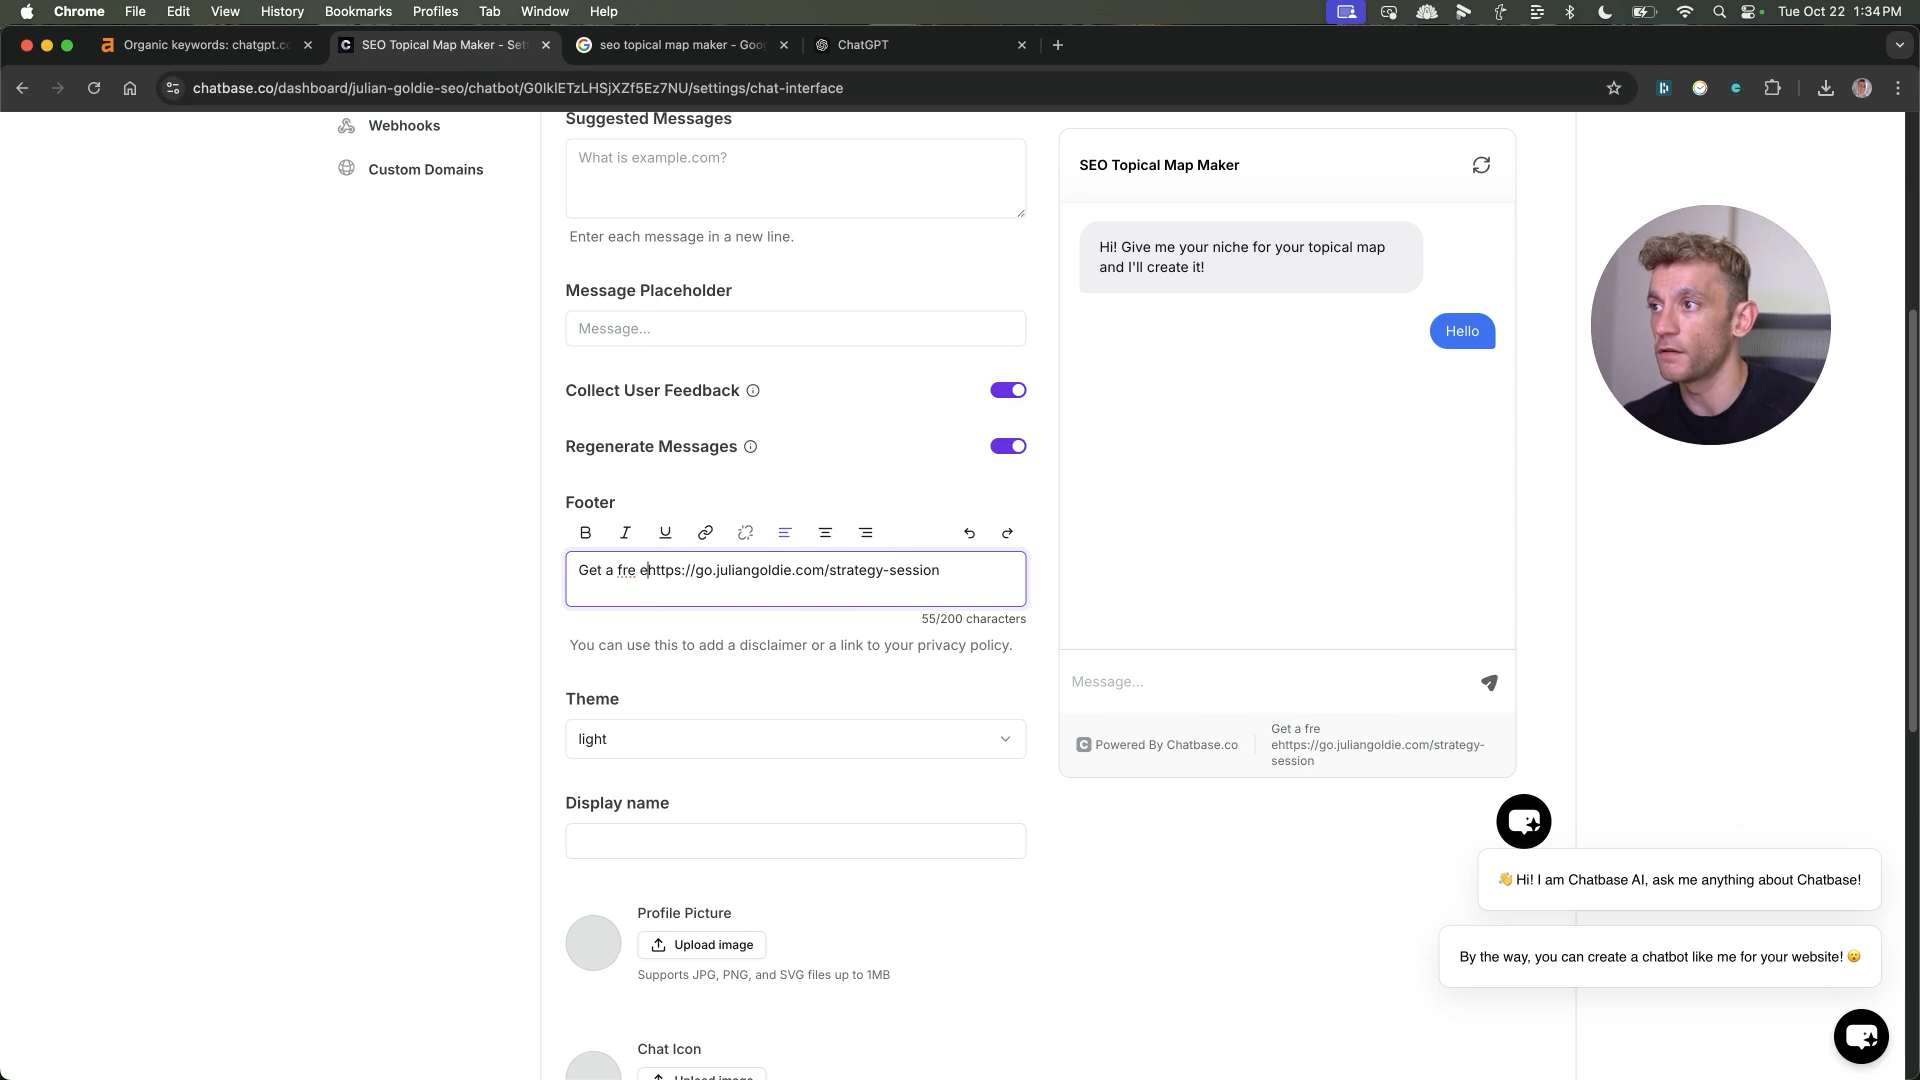 Chrome File Edit View History Bookmarks Profiles Tab Window Help Tue Oct 22 1:34 PM
Organic keywords: chatgpt.co SEO Topical Map Maker - Set seo topical map maker - Goo ChatGPT
chatbase.co/dashboard/julian-goldie-seo/chatbot/G0lklETzLHSjXZf5Ez7NU/settings/chat-interface
Webhooks
Custom Domains
Suggested Messages
What is example.com?
Enter each message in a new line.
Message Placeholder
Message...
Collect User Feedback
Regenerate Messages
Footer
Get a fre ehttps://go.juliangoldie.com/strategy-session
55/200 characters
You can use this to add a disclaimer or a link to your privacy policy.
Theme
light
Display name
Profile Picture
Upload image
Supports JPG, PNG, and SVG files up to 1MB
Chat Icon
Upload image
SEO Topical Map Maker
Hi! Give me your niche for your topical map
and I'll create it!
Hello
Message...
Powered By Chatbase.co
Get a fre
ehttps://go.juliangoldie.com/strategy-
session
👋 Hi! I am Chatbase AI, ask me anything about Chatbase!
By the way, you can create a chatbot like me for your website! 😮